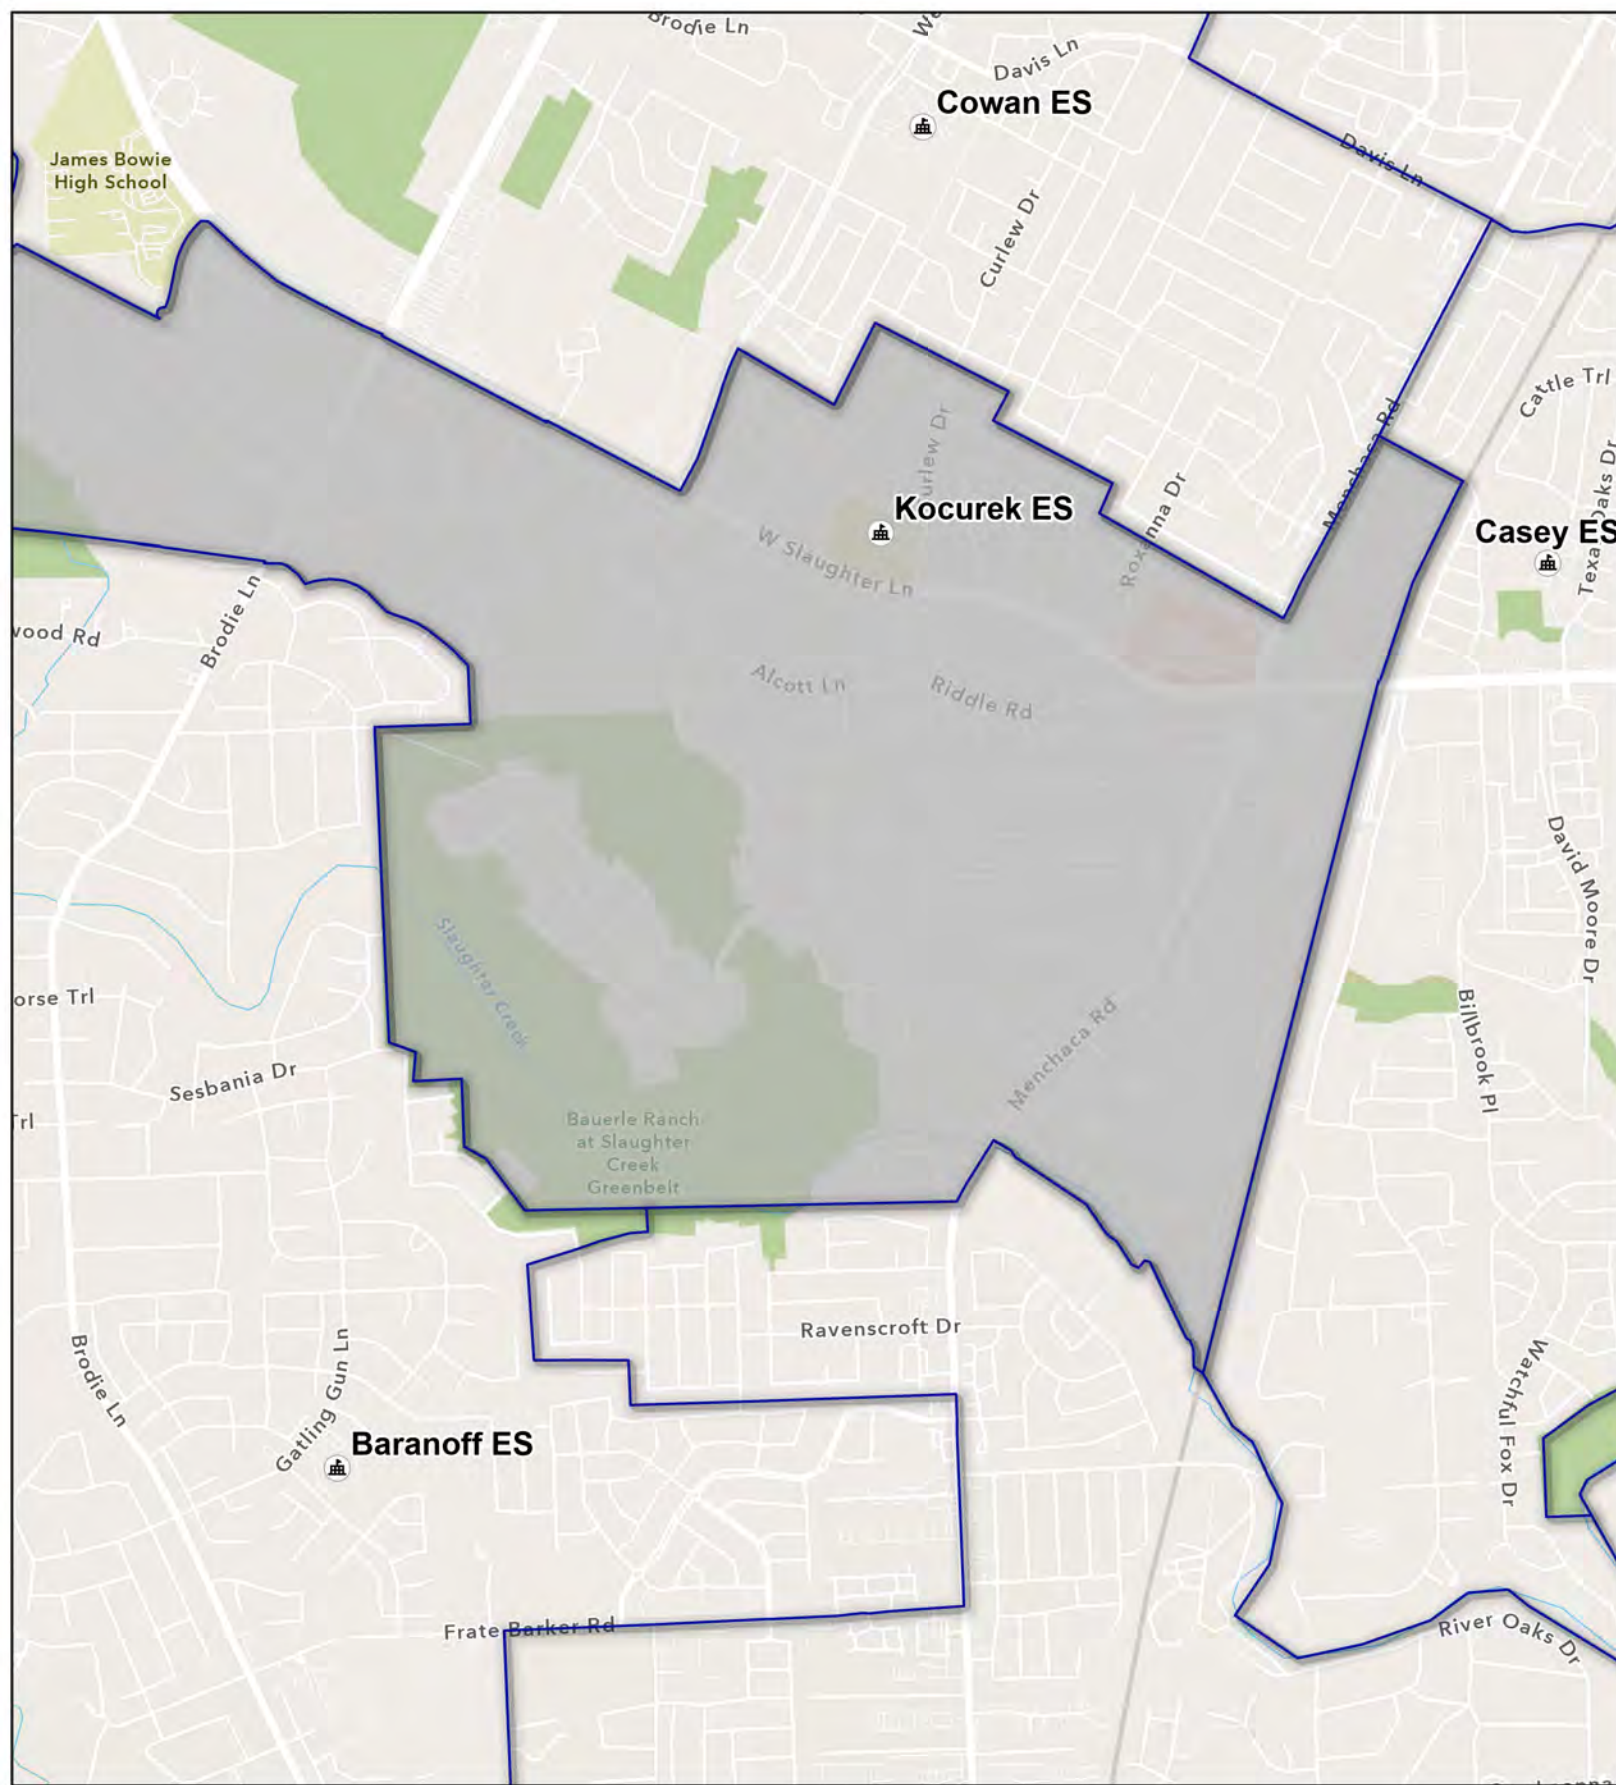 Brodie Ln
Davis Ln
Cowan ES
James Bowie
High School
Davis Ln
Curlew Dr
Cattle Trl
Menchaca Rd
Curlew Dr
Kocurek ES
Roxanna Dr
Casey ES
W Slaughter Ln
Brodie Ln
wood Rd
Alcott Ln
Riddle Rd
David Moore Dr
Slaughter Creek
orse Trl
Billbrook Pl
Menchaca Rd
Sesbania Dr
Trl
Bauerle Ranch
at Slaughter
Creek
Greenbelt
Ravenscroft Dr
Brodie Ln
Gatling Gun Ln
Watchful Fox Dr
Baranoff ES
Frate Barker Rd
River Oaks Dr